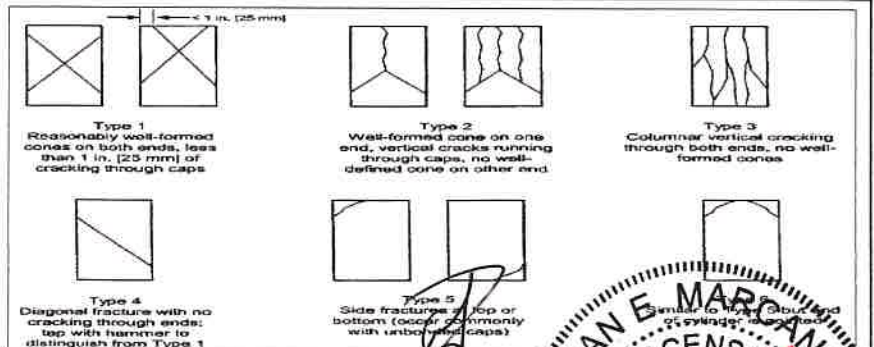 < 1 in. [25 mm]
Type 1
Reasonably well-formed
cones on both ends, less
than 1 in. [25 mm] of
cracking through caps
Type 2
Well-formed cone on one
end, vertical cracks running
through caps, no well-
defined cone on other end
Type 3
Columnar vertical cracking
through both ends, no well-
formed cones
Type 4
Diagonal fracture with no
cracking through ends;
tap with hammer to
distinguish from Type 1
Type 5
Side fractures at top or
bottom (occur commonly
with unbonded caps)
Type 6
Similar to Type 5 but end
of cylinder is pointed